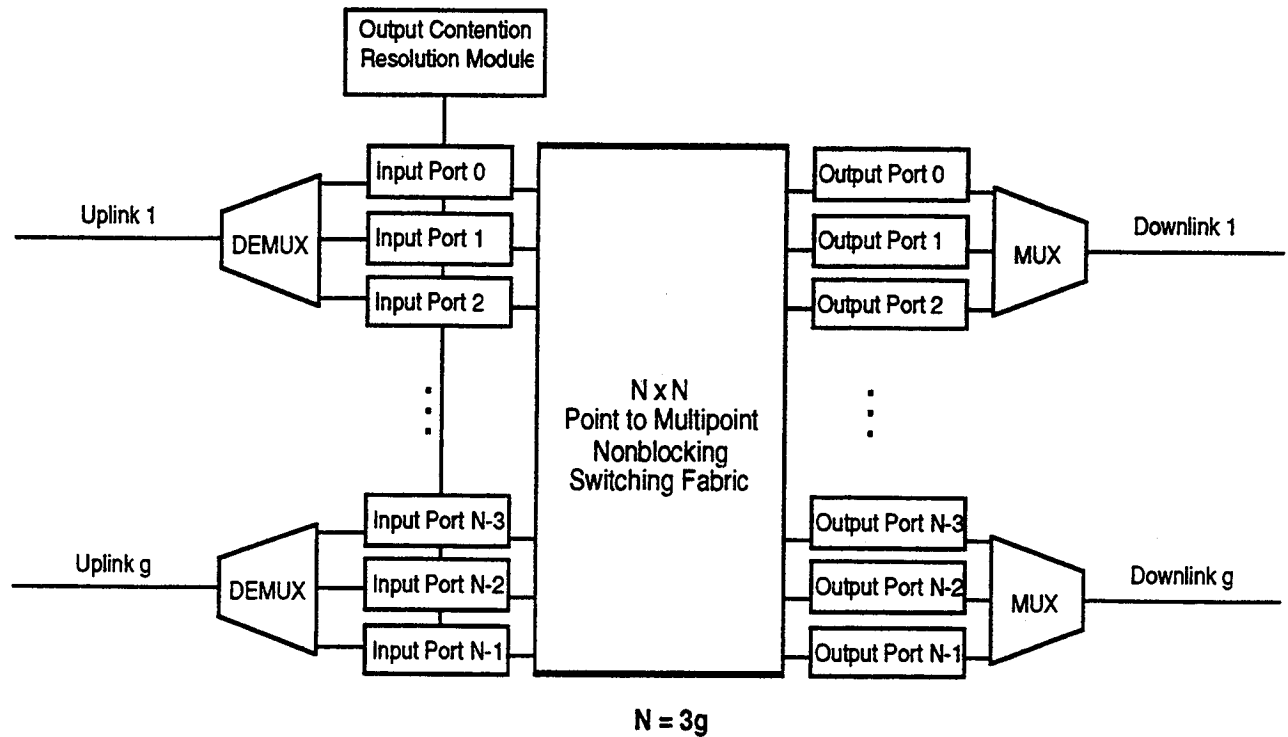 Output Contention
Resolution Module
Input Port 0
Input Port 1
Input Port 2
Uplink 1
DEMUX
Output Port 0
Output Port 1
Output Port 2
MUX
Downlink 1
N x N
Point to Multipoint
Nonblocking
Switching Fabric
Uplink g
DEMUX
Input Port N-3
Input Port N-2
Input Port N-1
Output Port N-3
Output Port N-2
Output Port N-1
MUX
Downlink g
N = 3g